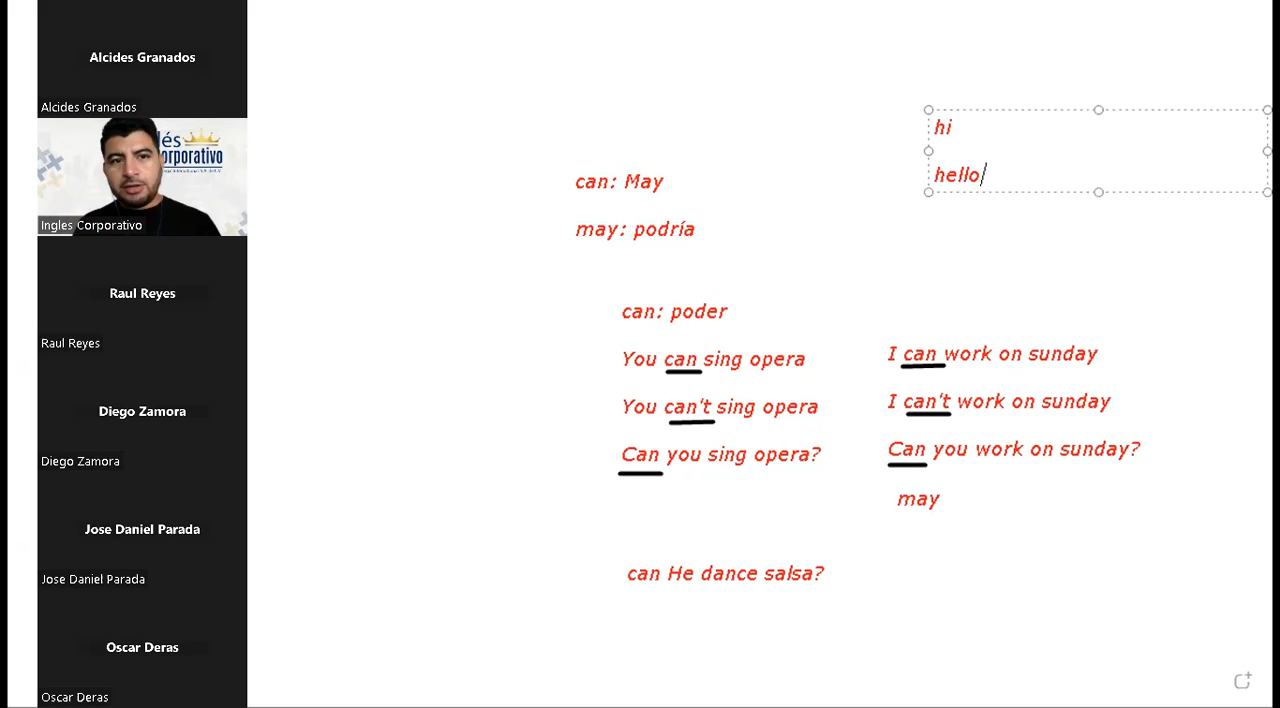 Alcides Granados
Alcides Granados
lés
orporativo
Ingles Corporativo
Raul Reyes
Raul Reyes
Diego Zamora
Diego Zamora
Jose Daniel Parada
Jose Daniel Parada
Oscar Deras
Oscar Deras
hi
hello
can: May
may: podría
can: poder
You can sing opera
You can't sing opera
Can you sing opera?
I can work on sunday
I can't work on sunday
Can you work on sunday?
may
can He dance salsa?